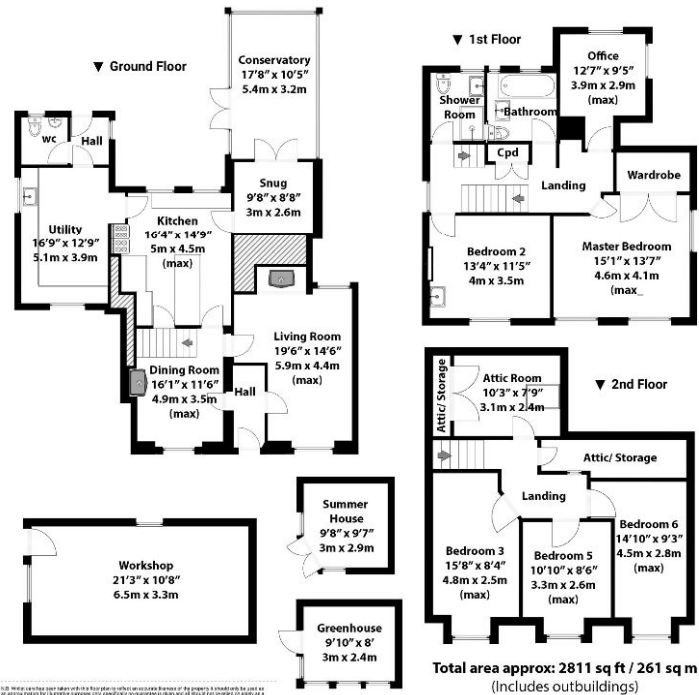 ▼ Ground Floor
Conservatory
17'8" x 10'5"
5.4m x 3.2m
wc
Hall
Snug
9'8" x 8'8"
3m x 2.6m
Utility
16'9" x 12'9"
5.1m x 3.9m
Kitchen
16'4" x 14'9"
5m x 4.5m
(max)
Living Room
19'6" x 14'6"
5.9m x 4.4m
(max)
Dining Room
16'1" x 11'6"
4.9m x 3.5m
(max)
Hall
▼ 1st Floor
Office
12'7" x 9'5"
3.9m x 2.9m
(max)
Shower
Room
Bathroom
Cpd
Landing
Wardrobe
Bedroom 2
13'4" x 11'5"
4m x 3.5m
Master Bedroom
15'1" x 13'7"
4.6m x 4.1m
(max_
▼ 2nd Floor
Attic/ Storage
Attic Room
10'3" x 7'9"
3.1m x 2.4m
Attic/ Storage
Landing
Bedroom 3
15'8" x 8'4"
4.8m x 2.5m
(max)
Bedroom 5
10'10" x 8'6"
3.3m x 2.6m
(max)
Bedroom 6
14'10" x 9'3"
4.5m x 2.8m
(max)
Summer
House
9'8" x 9'7"
3m x 2.9m
Workshop
21'3" x 10'8"
6.5m x 3.3m
Greenhouse
9'10" x 8'
3m x 2.4m
Total area approx: 2811 sq ft / 261 sq m
(Includes outbuildings)